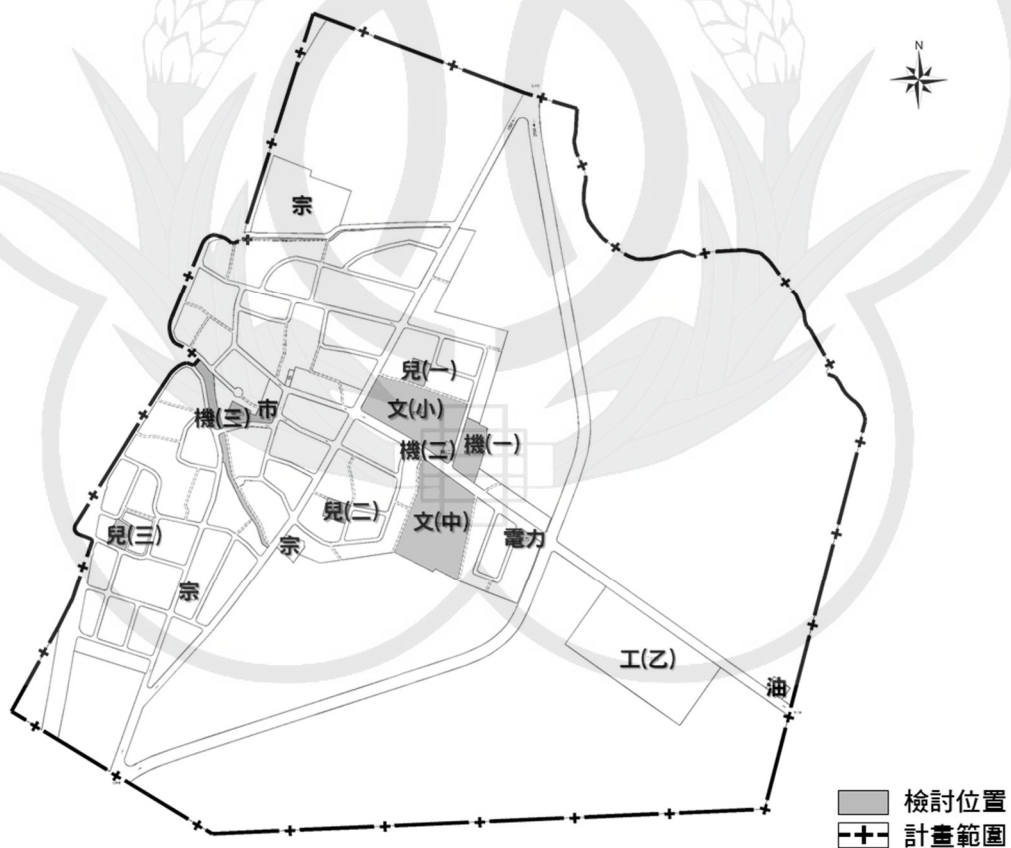 N
宗
兒(一)
文(小)
市
機(三)
機(二)
機(一)
兒(二)
文(中)
兒(三)
宗
電力
宗
工(乙)
油
檢討位置
計畫範圍